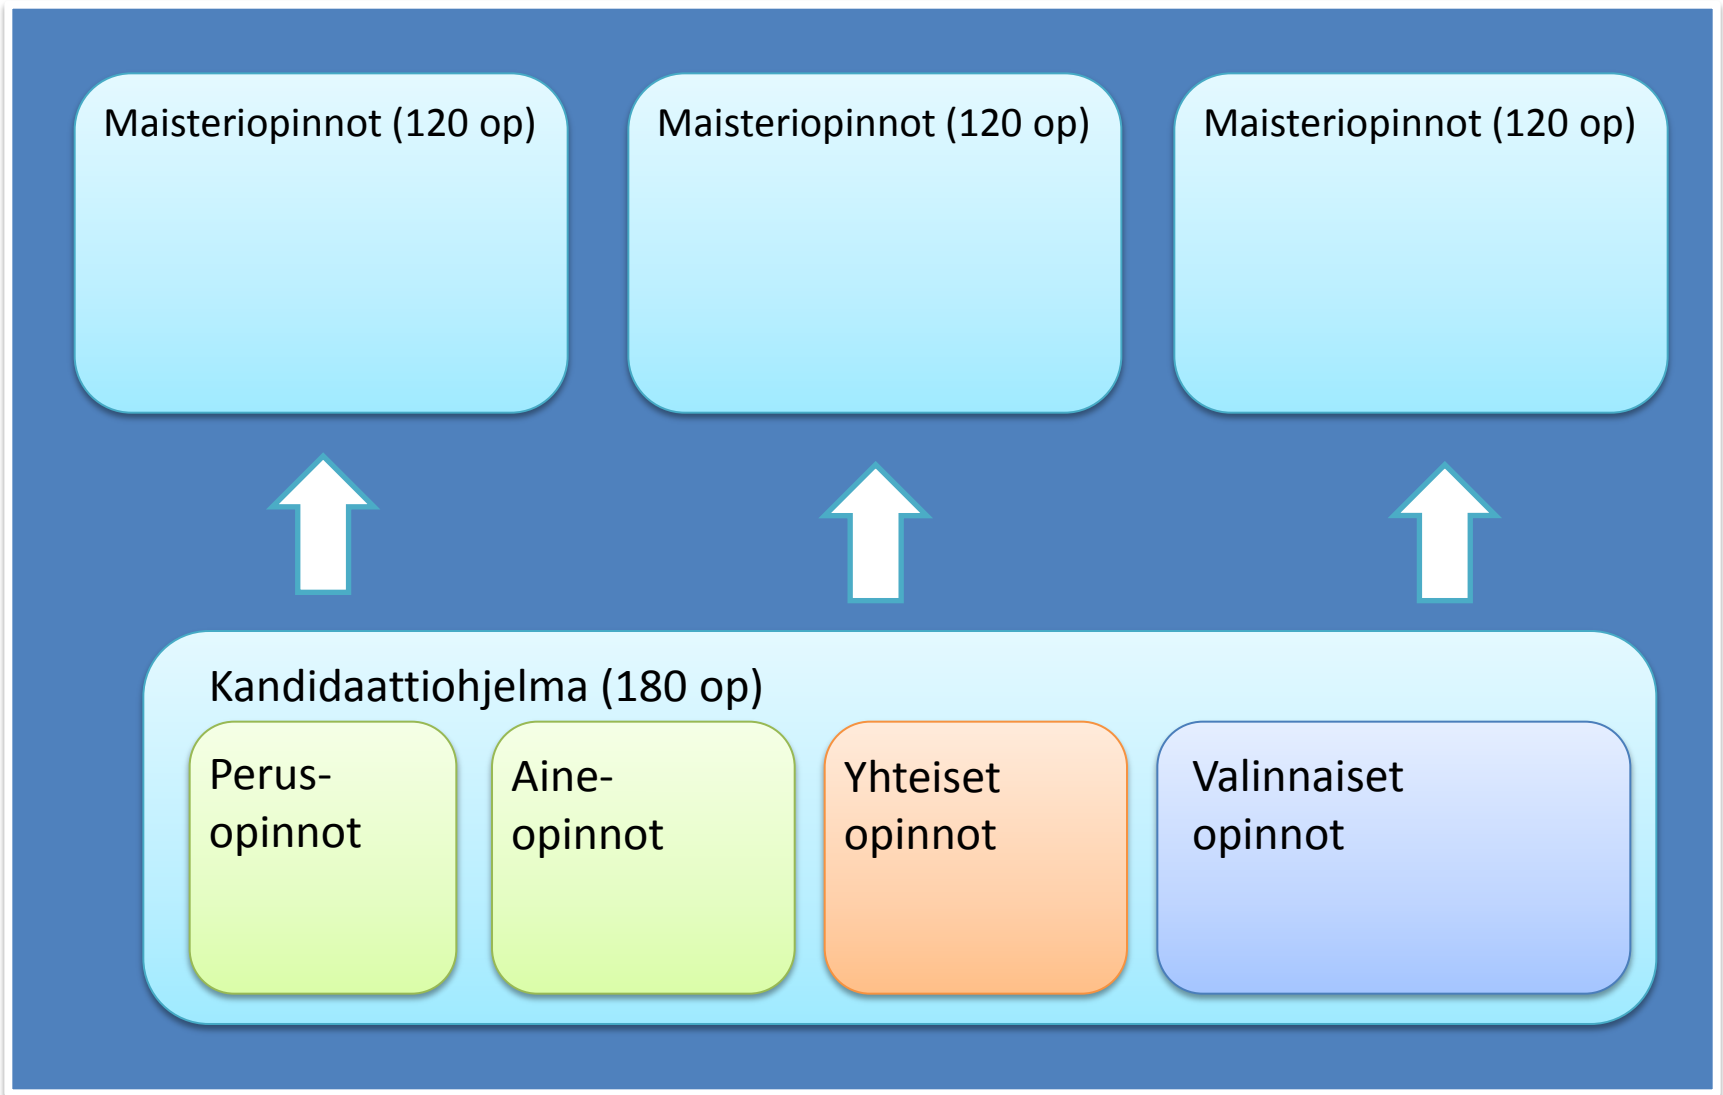 Maisteriopinnot (120 op)
Maisteriopinnot (120 op)
Maisteriopinnot (120 op)
Kandidaattiohjelma (180 op)
Perus-
opinnot
Aine-
opinnot
Yhteiset
opinnot
Valinnaiset
opinnot